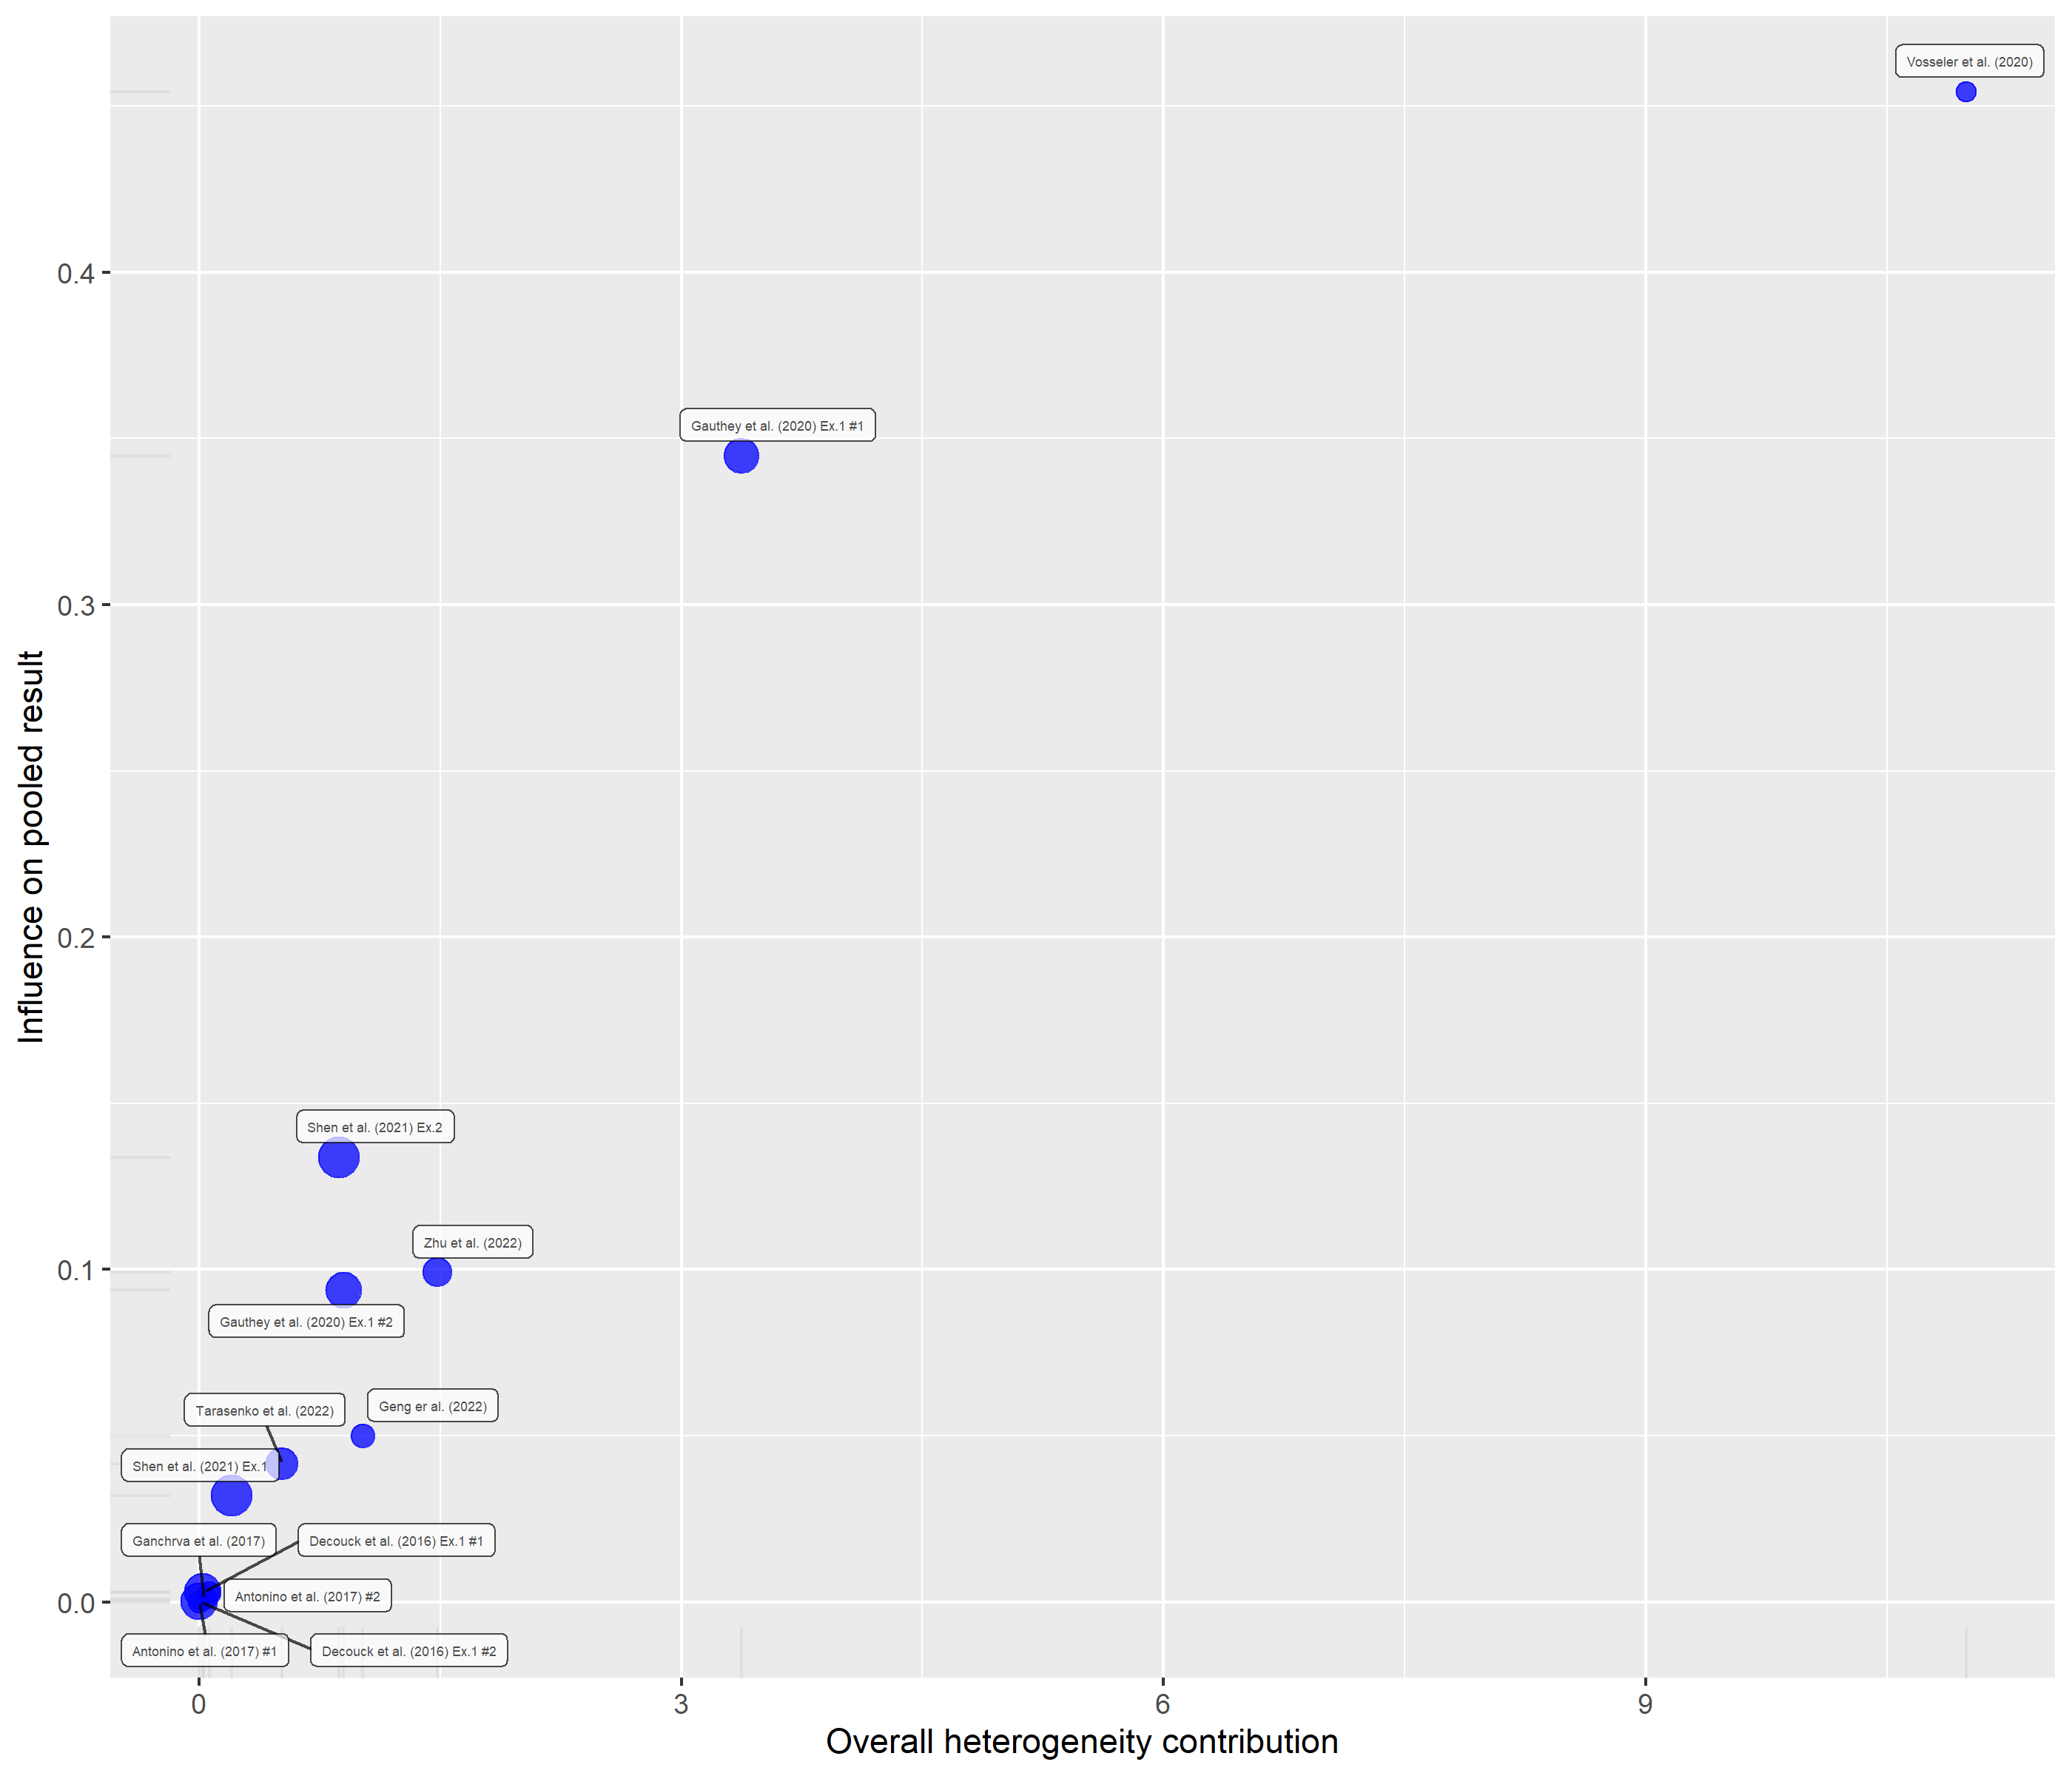 Vosseler et al. (2020)
0.4
Gauthey et al. (2020) Ex.1 #1
0.3
Influence on pooled result
0.2
Shen et al. (2021) Ex.2
Zhu et al. (2022)
0.1
Gauthey et al. (2020) Ex.1 #2
Geng er al. (2022)
Tarasenko et al. (2022)
Shen et al. (2021) Ex.1
Ganchrva et al. (2017)
Decouck et al. (2016) Ex.1 #1
Antonino et al. (2017) #2
0.0
Antonino et al. (2017) #1
Decouck et al. (2016) Ex.1 #2
0
3
6
9
Overall heterogeneity contribution